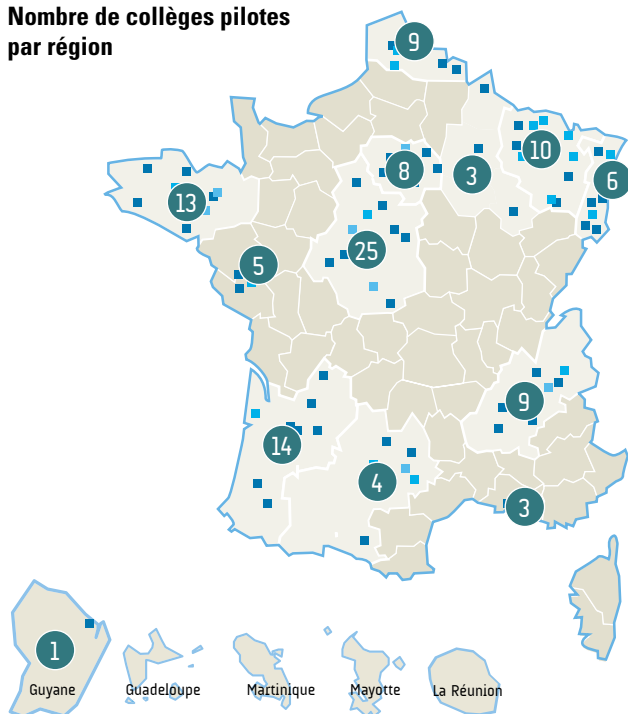 Nombre de collèges pilotes
par région
9
10
8
3
6
13
25
5
9
14
4
3
1
Guyane
Guadeloupe
Martinique
Mayotte
La Réunion